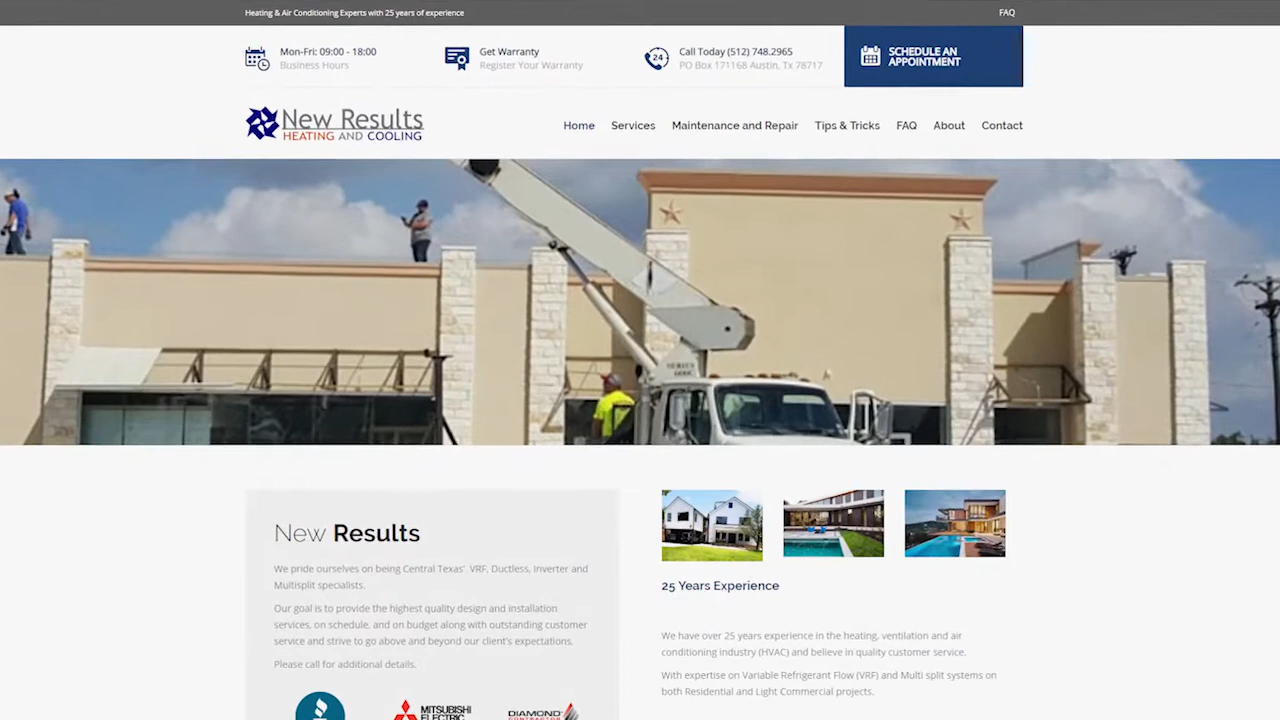 Heating & Air Conditioning Experts with 25 years of experience
FAQ
Mon-Fri: 09:00 - 18:00
Business Hours
Get Warranty
Register Your Warranty
24
Call Today (512) 748.2965
PO Box 171168 Austin, Tx 78717
SCHEDULE AN
APPOINTMENT
New Results
HEATING AND COOLING
Home
Services
Maintenance and Repair
Tips & Tricks
FAQ
About
Contact
New Results
We pride ourselves on being Central Texas' VRF, Ductless, Inverter and
Multisplit specialists.
Our goal is to provide the highest quality design and installation
services, on schedule, and on budget along with outstanding customer
service and strive to go above and beyond our client's expectations.
Please call for additional details.
MITSUBISHI
ELECTRIC
DIAMOND
CONTRACTOR
25 Years Experience
We have over 25 years experience in the heating, ventilation and air
conditioning industry (HVAC) and believe in quality customer service.
With expertise on Variable Refrigerant Flow (VRF) and Multi split systems on
both Residential and Light Commercial projects.